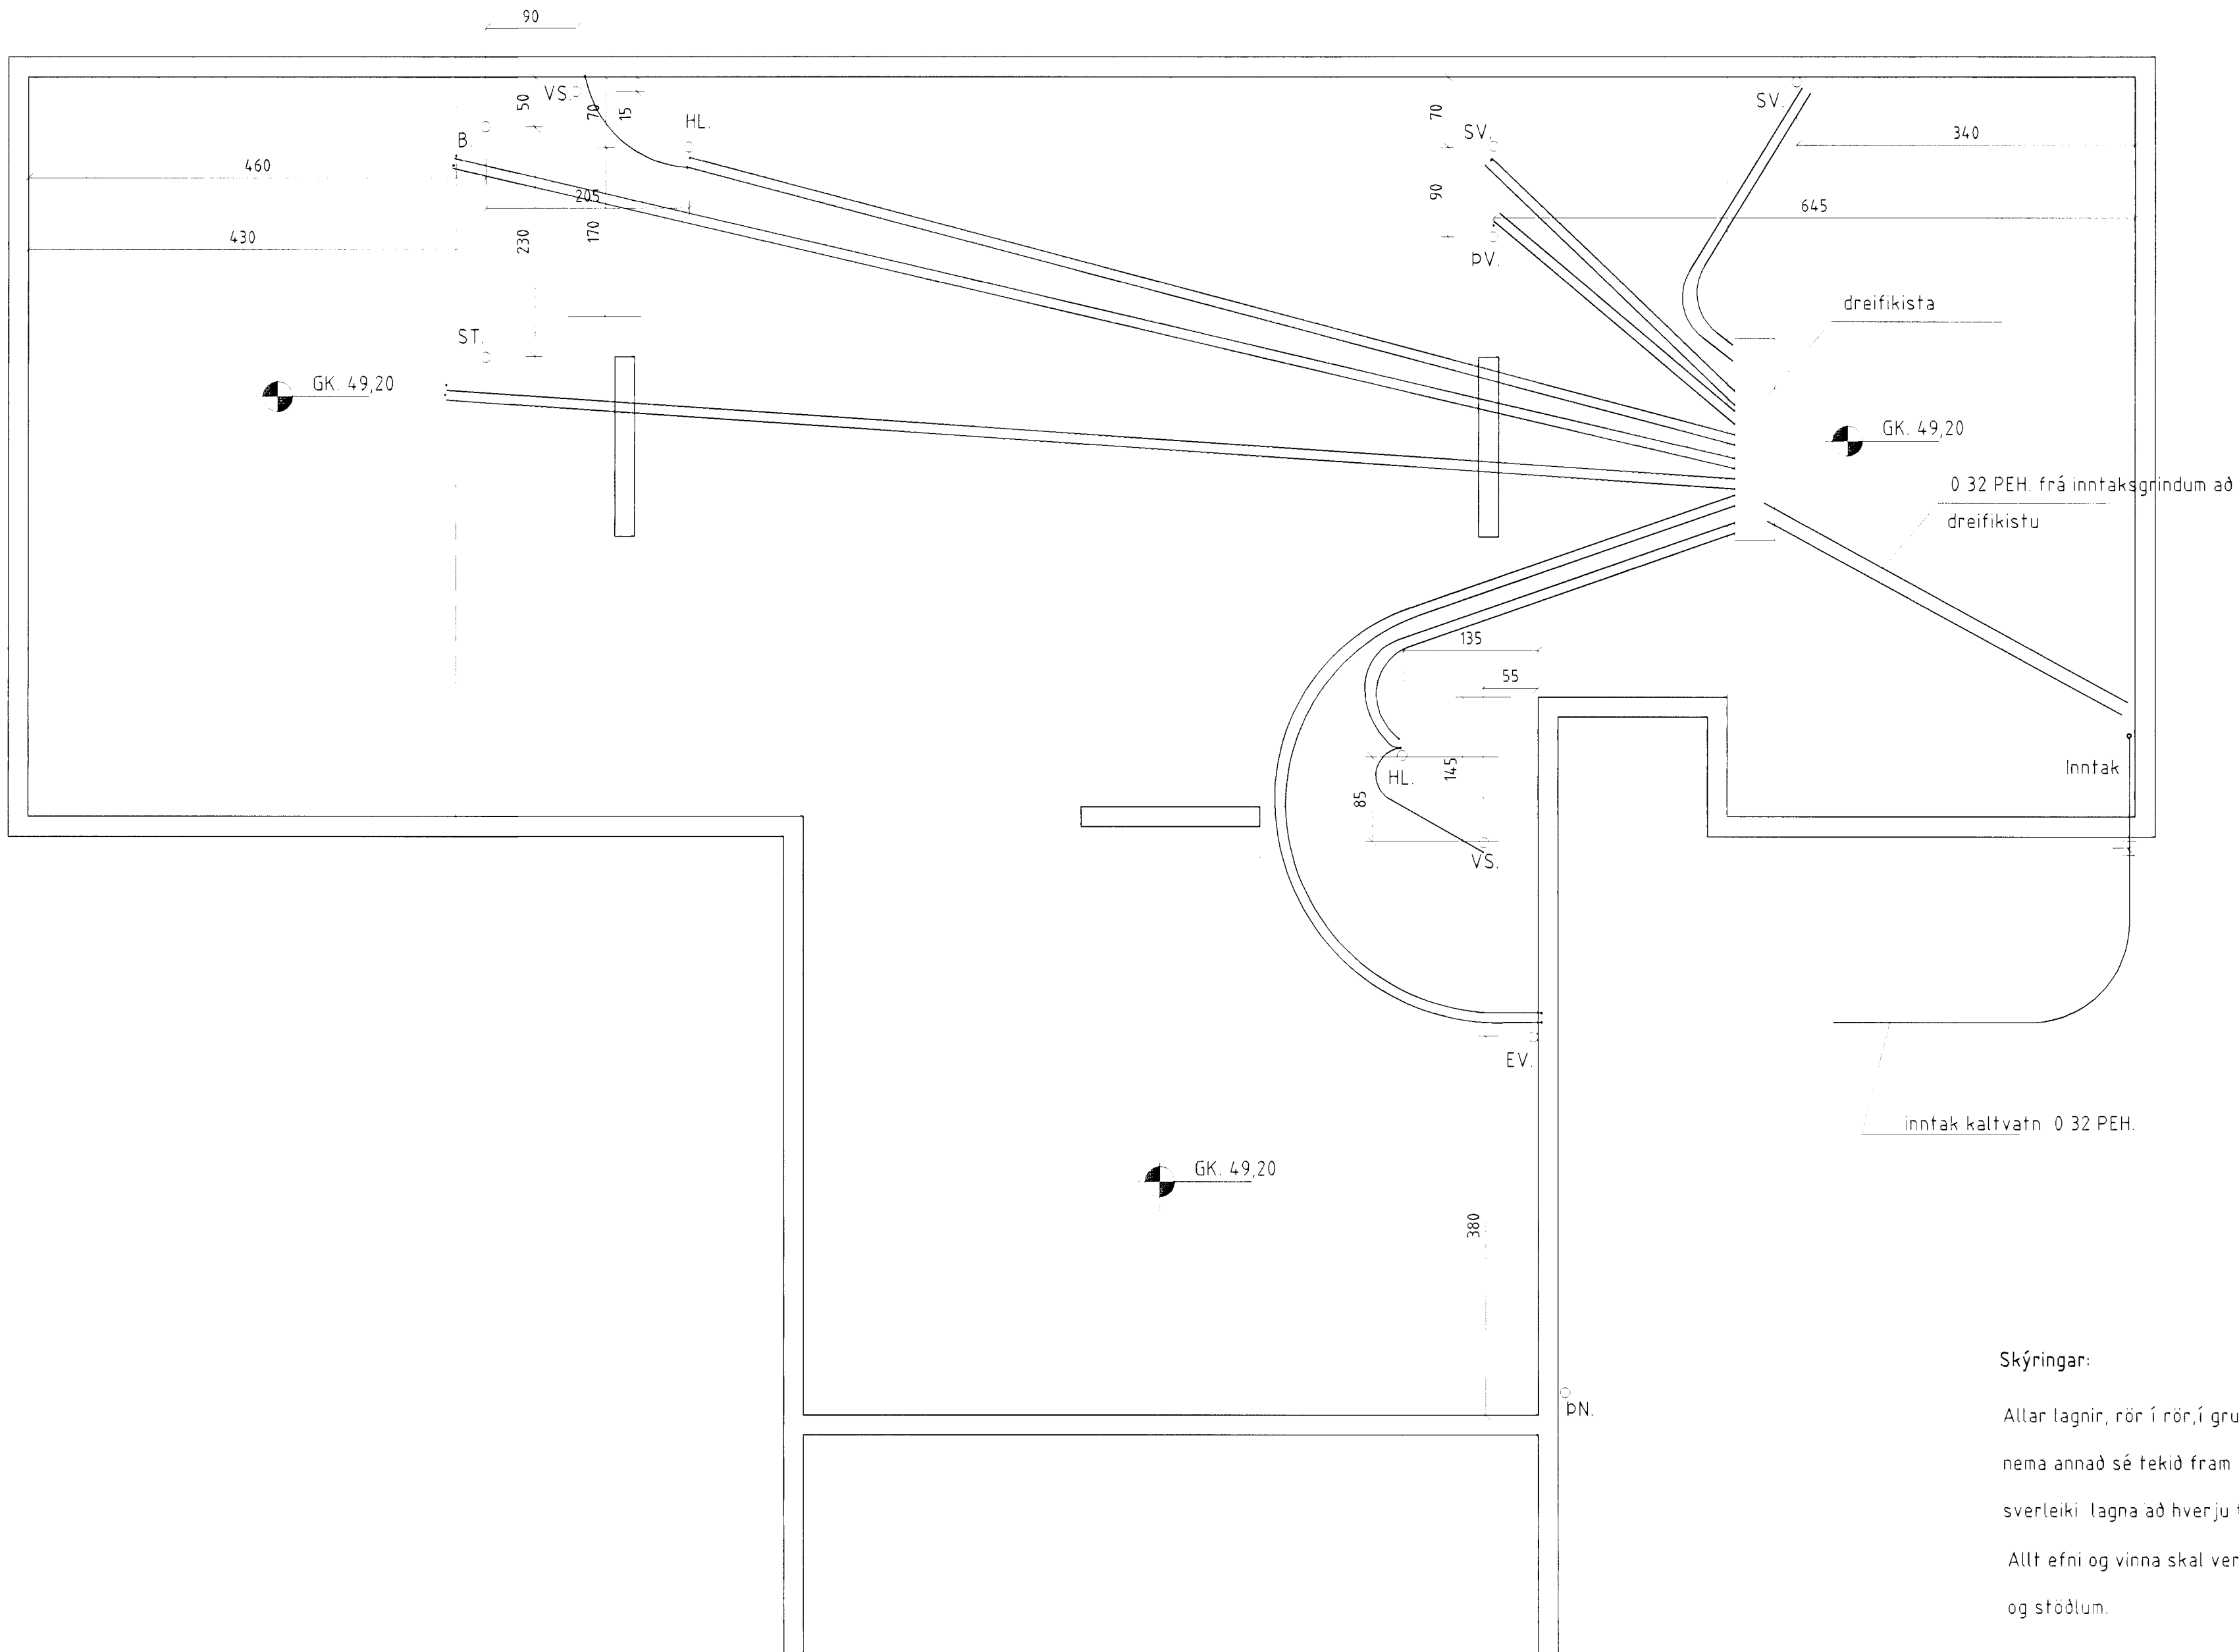 90
50
VS.
70
15
HL.
B.
460
205
430
230
170
ST.
GK. 49,20
70
SV.
SV.
340
90
645
ÞV.
dreifikista
GK. 49,20
0 32 PEH. frá inntaksgrindum að
dreifikistu
135
55
HL.
145
85
VS.
Inntak
EV.
inntak kaltvatn 0 32 PEH.
GK. 49,20
380
ÞN.
Skýringar:
Allar lagnir, rör í rör, í gru
nema annað sé tekið fram
sverleiki lagna að hverju
Allt efni og vinna skal ver
og stöðlum.